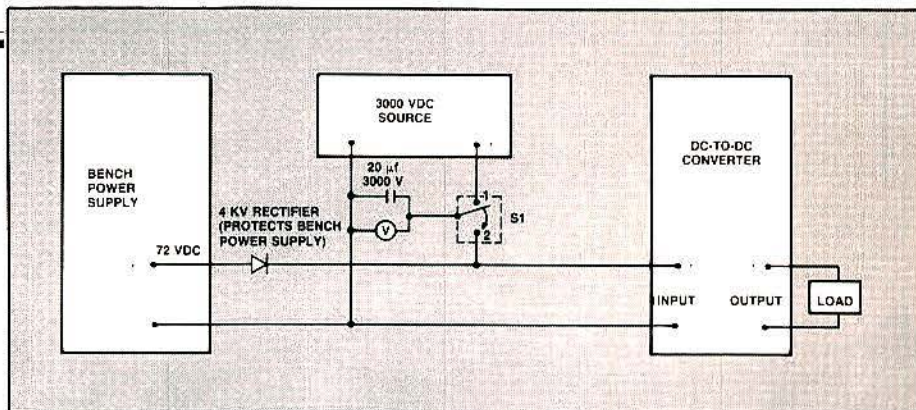 BENCH
POWER
SUPPLY
72 VDC
4 KV RECTIFIER
(PROTECTS BENCH
POWER SUPPLY)
3000 VDC
SOURCE
20 µf
3000 V
V
1
2
S1
DC-TO-DC
CONVERTER
INPUT OUTPUT
LOAD